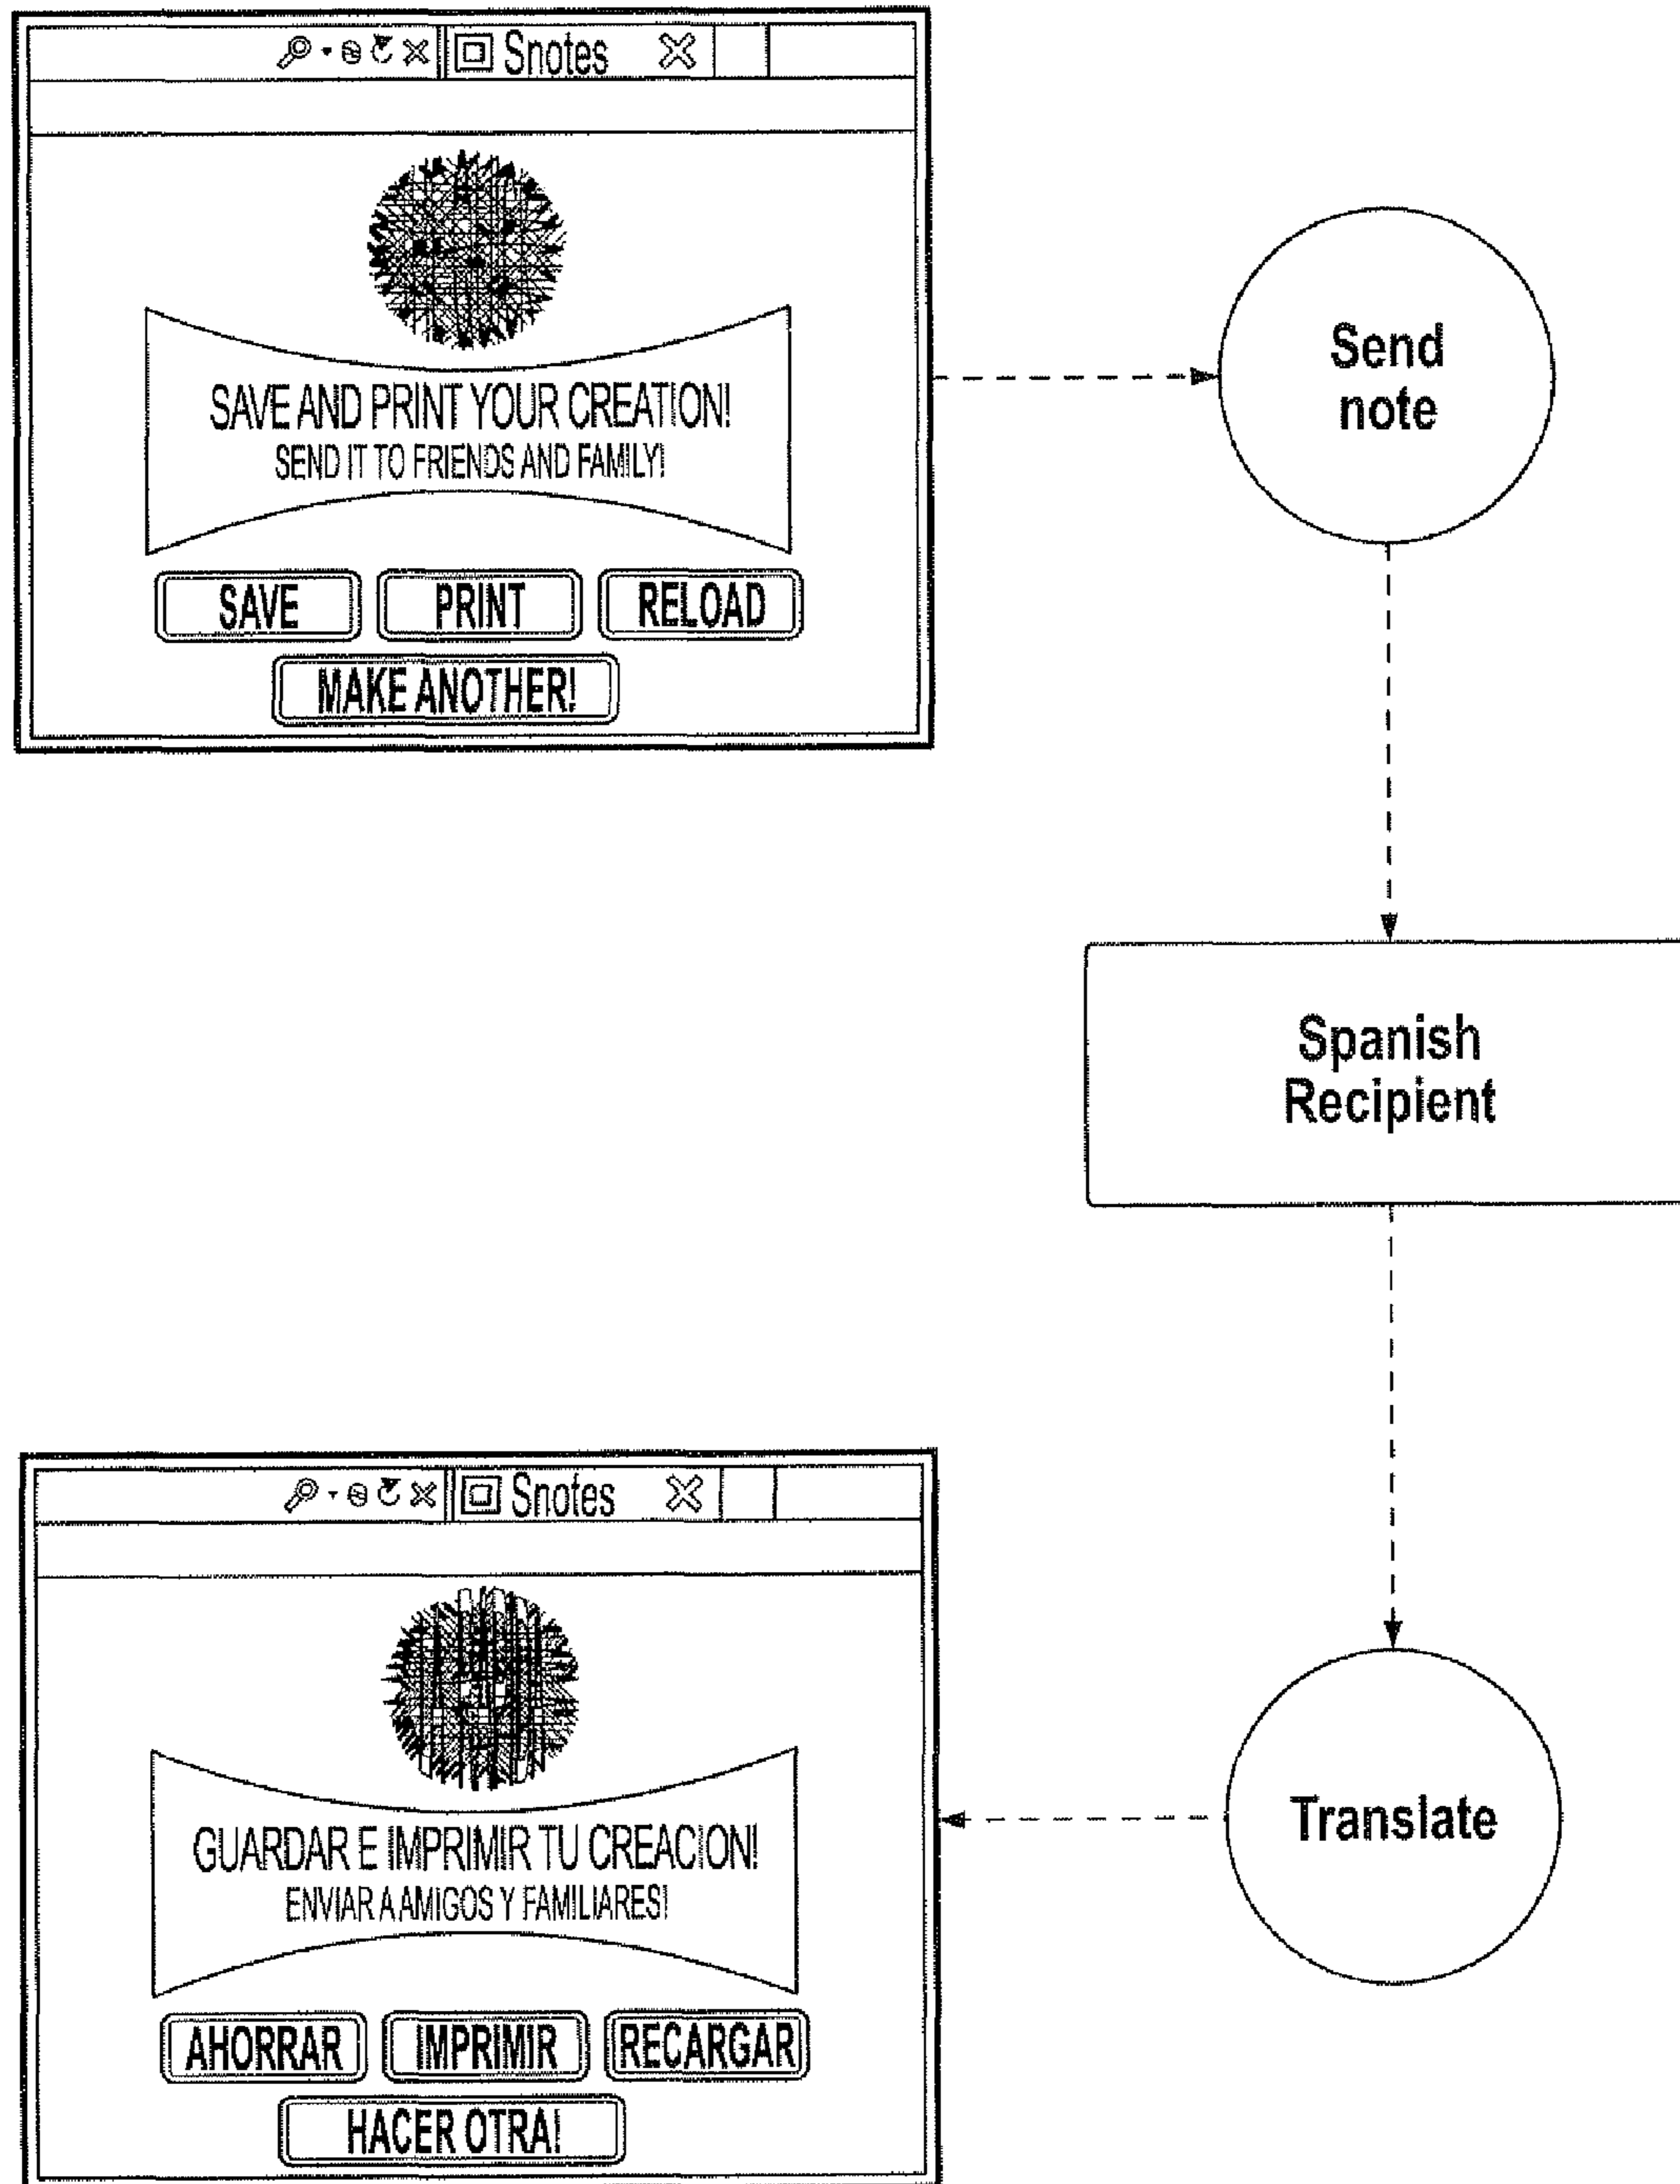 Snotes
SAVE AND PRINT YOUR CREATION!
SEND IT TO FRIENDS AND FAMILY!
SAVE PRINT RELOAD
MAKE ANOTHER!
Send
note
Spanish
Recipient
Translate
Snotes
GUARDAR E IMPRIMIR TU CREACION!
ENVIAR A AMIGOS Y FAMILIARES!
AHORRAR IMPRIMIR RECARGAR
HACER OTRA!